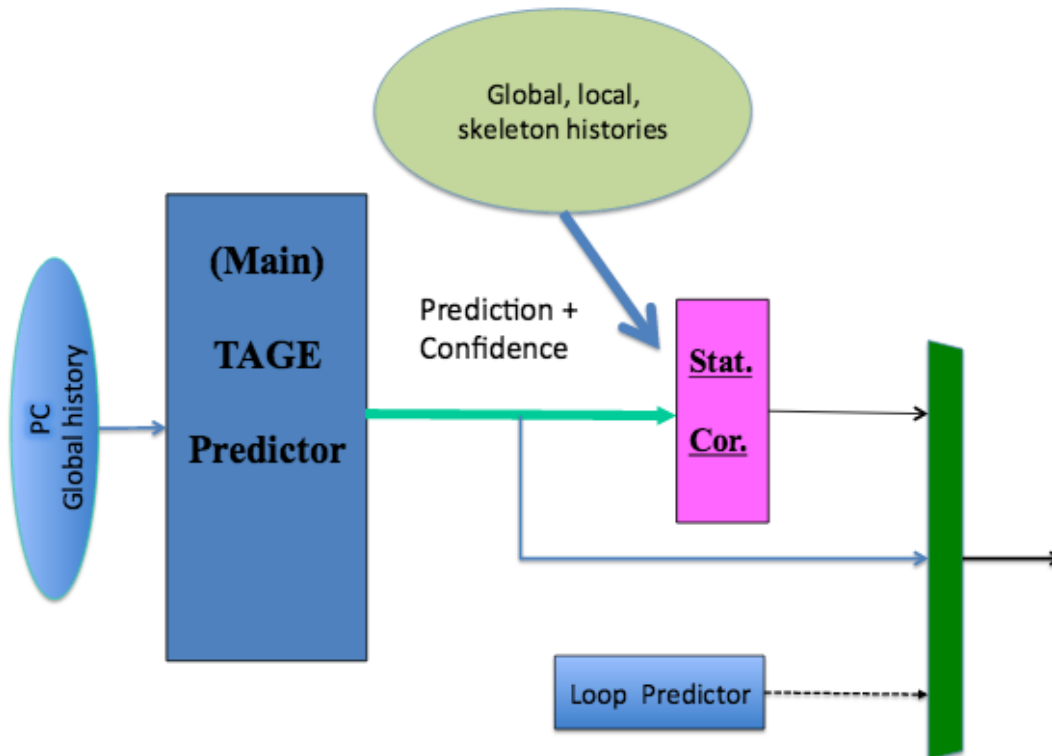 Global, local,
skeleton histories
(Main)
TAGE
Predictor
PC
Global history
Prediction +
Confidence
Stat.
Cor.
Loop Predictor